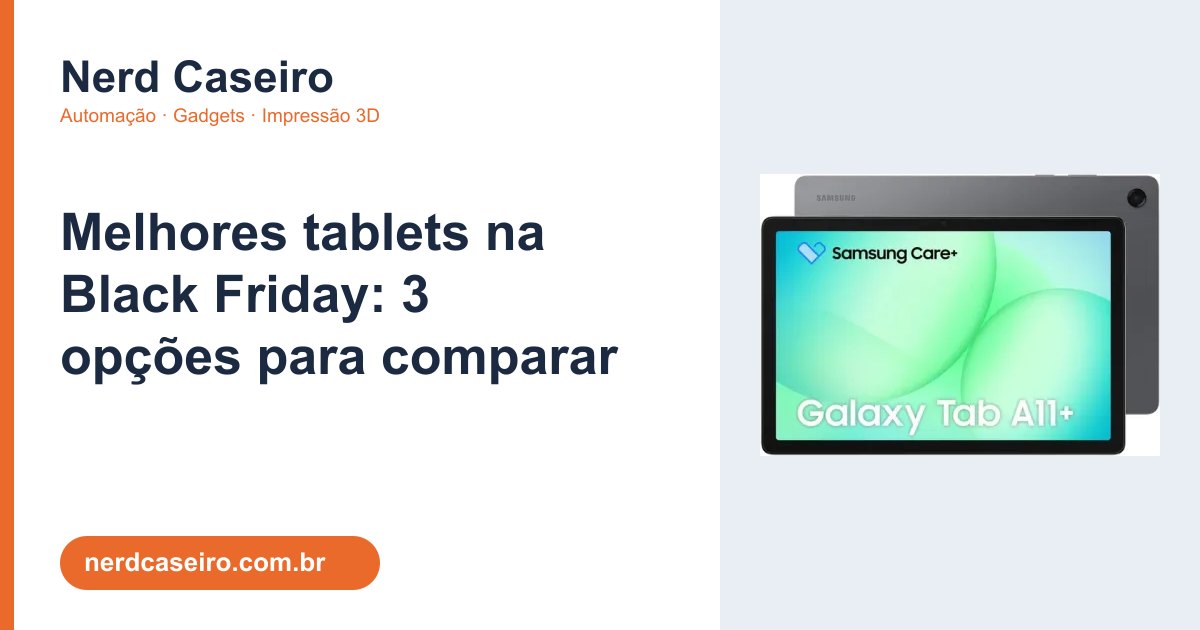 Nerd Caseiro
Automação · Gadgets · Impressão 3D
Melhores tablets na
Black Friday: 3
opções para comparar
nerdcaseiro.com.br
SAMSUNG
Samsung Care+
Galaxy Tab A11+